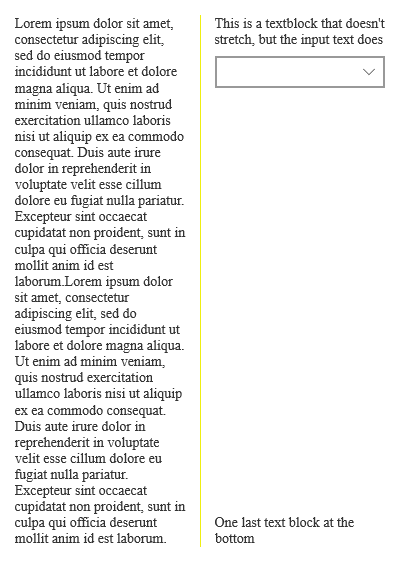 Lorem ipsum dolor sit amet,
consectetur adipiscing elit,
sed do eiusmod tempor
incididunt ut labore et dolore
magna aliqua. Ut enim ad
minim veniam, quis nostrud
exercitation ullamco laboris
nisi ut aliquip ex ea commodo
consequat. Duis aute irure
dolor in reprehenderit in
voluptate velit esse cillum
dolore eu fugiat nulla pariatur.
Excepteur sint occaecat
cupidatat non proident, sunt in
culpa qui officia deserunt
mollit anim id est
laborum.Lorem ipsum dolor
sit amet, consectetur
adipiscing elit, sed do
eiusmod tempor incididunt ut
labore et dolore magna aliqua.
Ut enim ad minim veniam,
quis nostrud exercitation
ullamco laboris nisi ut aliquip
ex ea commodo consequat.
Duis aute irure dolor in
reprehenderit in voluptate
velit esse cillum dolore eu
fugiat nulla pariatur.
Excepteur sint occaecat
cupidatat non proident, sunt in
culpa qui officia deserunt
mollit anim id est laborum.
This is a textblock that doesn't
stretch, but the input text does
One last text block at the
bottom